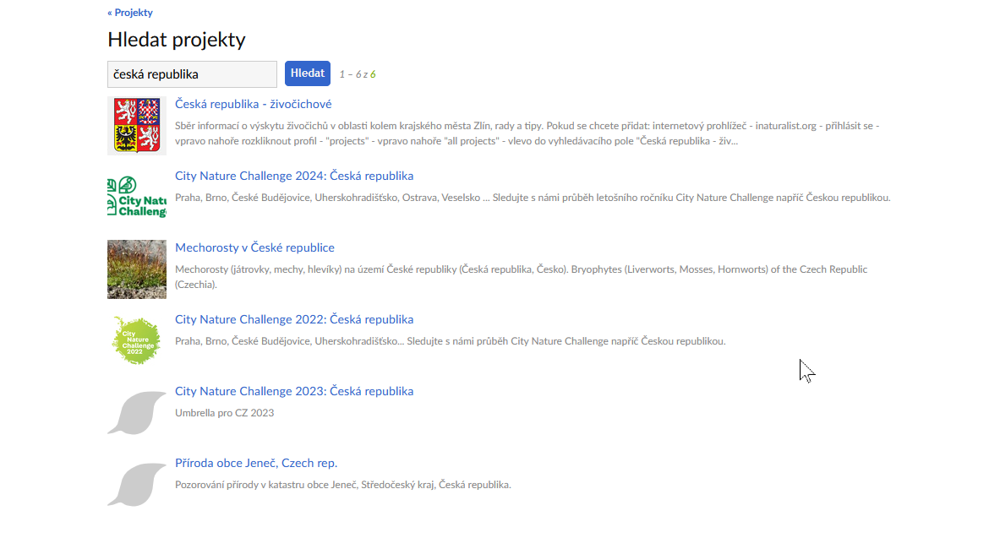 « Projekty
Hledat projekty
česká republika
Hledat
1 – 6 z 6
Česká republika - živočichové
Sběr informací o výskytu živočichů v oblasti kolem krajského města Zlín, rady a tipy. Pokud se chcete přidat: internetový prohlížeč - inaturalist.org - přihlásit se -
vpravo nahoře rozkliknout profil - "projects" - vpravo nahoře "all projects" - vlevo do vyhledávacího pole "Česká republika - živ...
City Natu
Challeng
City Nature Challenge 2024: Česká republika
Praha, Brno, České Budějovice, Uherskohradišťsko, Ostrava, Veselsko ... Sledujte s námi průběh letošního ročníku City Nature Challenge napříč Českou republikou.
Mechorosty v České republice
Mechorosty (játrovky, mechy, hlevíky) na území České republiky (Česká republika, Česko). Bryophytes (Liverworts, Mosses, Hornworts) of the Czech Republic
(Czechia).
City
Nature
Challenge
2022
City Nature Challenge 2022: Česká republika
Praha, Brno, České Budějovice, Uherskohradišťsko... Sledujte s námi průběh City Nature Challenge napříč Českou republikou.
City Nature Challenge 2023: Česká republika
Umbrella pro CZ 2023
Příroda obce Jeneč, Czech rep.
Pozorování přírody v katastru obce Jeneč, Středočeský kraj, Česká republika.